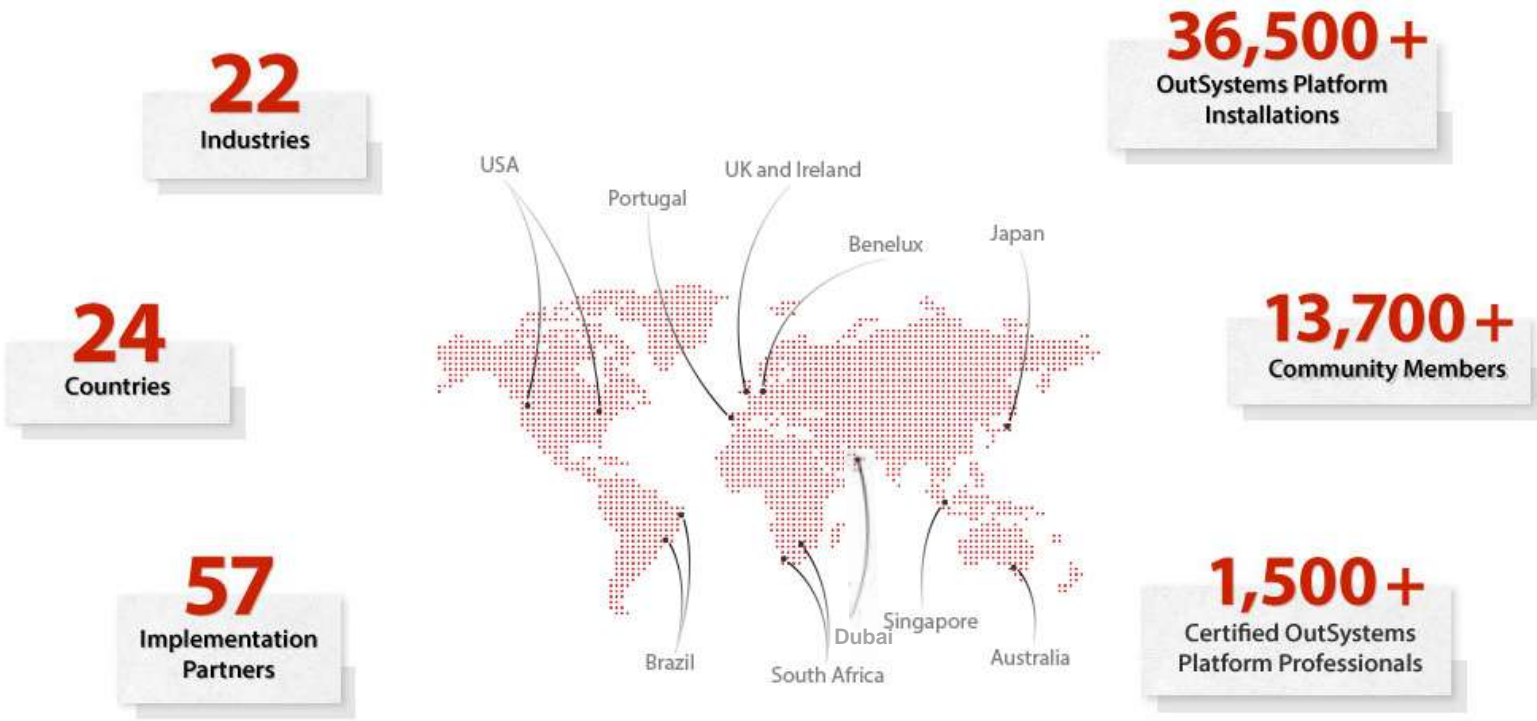 22
Industries
36,500 +
OutSystems Platform
Installations
USA
UK and Ireland
Portugal
Benelux
Japan
24
Countries
13,700 +
Community Members
57
Implementation
Partners
1,500 +
Certified OutSystems
Platform Professionals
Brazil
Dubai
Singapore
South Africa
Australia